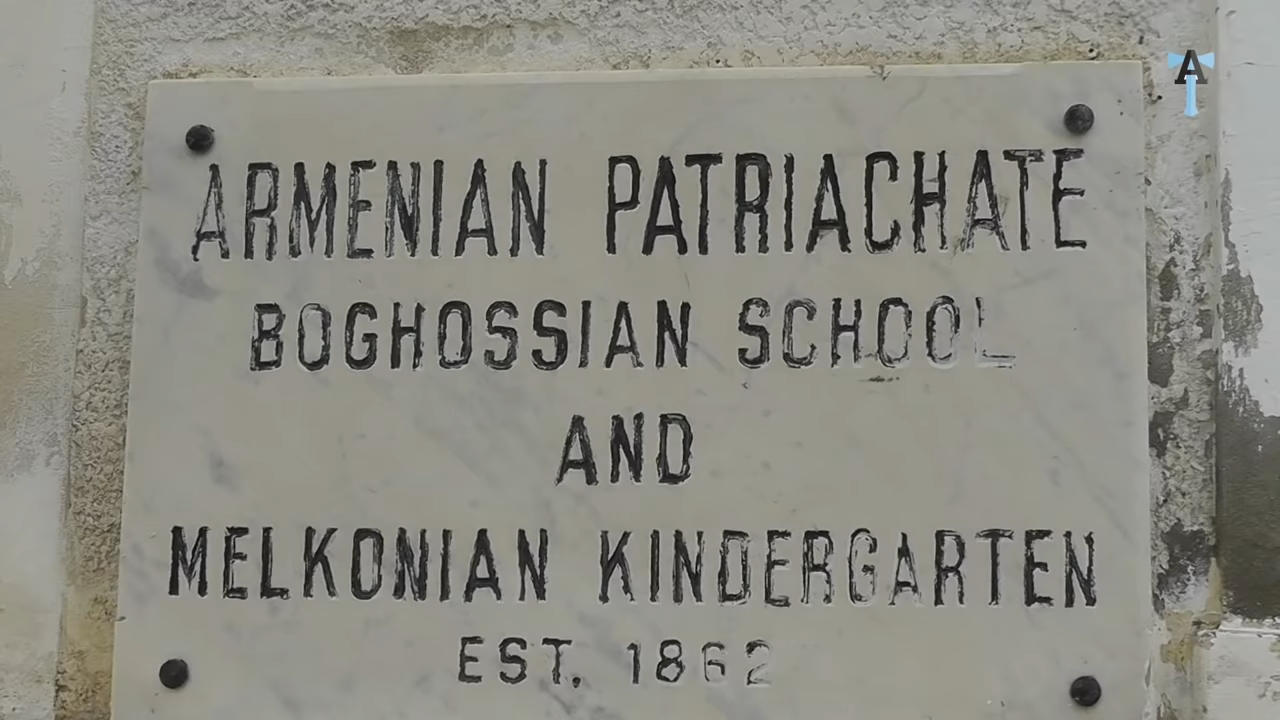 A
ARMENIAN PATRIACHATE
BOGHOSSIAN SCHOOL
AND
MELKONIAN KINDERGARTEN
EST. 1862